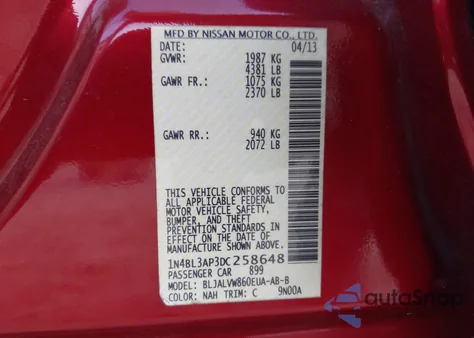 MFD BY NISSAN MOTOR CO., LTD.
DATE: 04/13
GVWR: 1987 KG
4381 LB
GAWR FR.: 1075 KG
2370 LB
GAWR RR.: 940 KG
2072 LB
THIS VEHICLE CONFORMS TO
ALL APPLICABLE FEDERAL
MOTOR VEHICLE SAFETY,
BUMPER, AND THEFT
PREVENTION STANDARDS IN
EFFECT ON THE DATE OF
MANUFACTURE SHOWN ABOVE.
1N4BL3AP3DC258648
PASSENGER CAR 899
MODEL: BLJALVW860EUA-AB-B
COLOR: NAH TRIM: C 9N00A
autoSnap